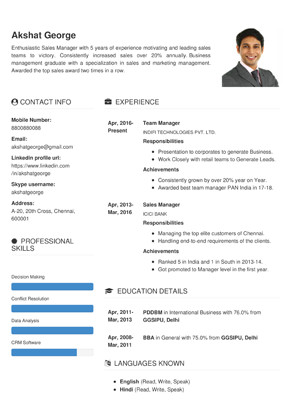 Akshat George
Enthusiastic Sales Manager with 5 years of experience motivating and leading sales
teams to victory. Consistently increased sales over 20% annually. Business
management graduate with a specialization in sales and marketing management.
Awarded the top sales award two times in a row
CONTACT INFO
Mobile Number:
8800880088
Email:
akshatgeorge@gmail.com
LinkedIn profile url:
https://www.linkedin.com
/in/akshatgeorge
Skype username:
akshatgeorge
Address:
A-20, 20th Cross, Chennai,
600001
PROFESSIONAL
SKILLS
Decision Making
Conflict Resolution
Data Analysis
CRM Software
EXPERIENCE
Apr, 2016-
Present
Team Manager
INDIFI TECHNOLOGIES PVT. LTD.
Responsibilities
• Presentation to corporates to generate Business.
• Work Closely with retail teams to Generate Leads.
Achievements
• Consistently grown by over 20% year on Year.
• Awarded best team manager PAN India in 17-18.
Apr, 2013-
Mar, 2016
Sales Manager
ICICI BANK
Responsibilities
• Managing the top elite customers of Chennai.
• Handling end-to-end requirements of the clients.
Achievements
• Ranked 5 in India and 1 in South in 2013-14.
• Got promoted to Manager level in the first year.
EDUCATION DETAILS
Apr, 2011-
Mar, 2013
PDDBM in International Business with 76.0% from
GGSIPU, Delhi
Apr, 2008-
Mar, 2011
BBA in General with 75.0% from GGSIPU, Delhi
LANGUAGES KNOWN
• English (Read, Write, Speak)
• Hindi (Read, Write, Speak)